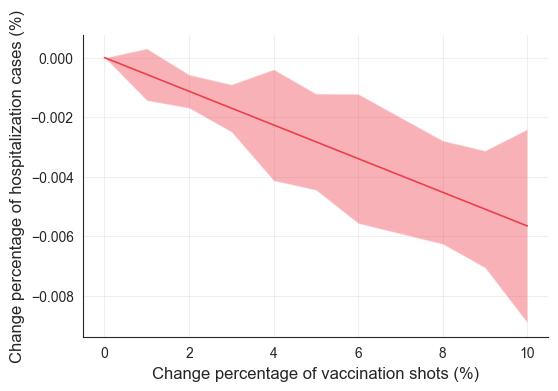 Change percentage of hospitalization cases (%)
0.000
−0.002
−0.004
−0.006
−0.008
0 2 4 6 8 10
Change percentage of vaccination shots (%)